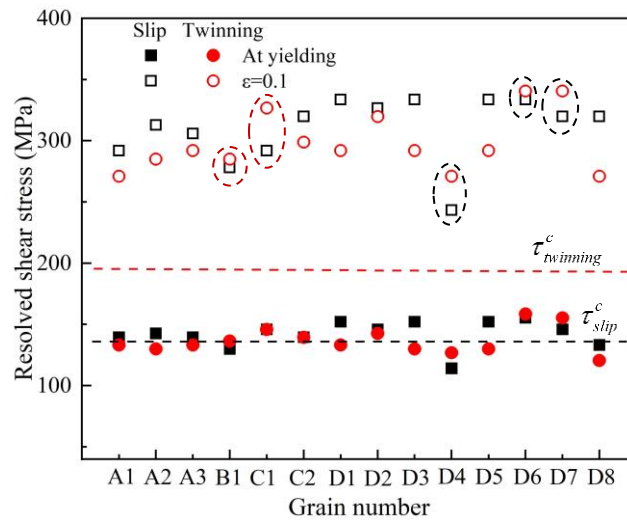 400
300
200
100
Resolved shear stress (MPa)
Slip Twinning
At yielding
ε=0.1
τ^c_twinning
τ^c_slip
A1 A2 A3 B1 C1 C2 D1 D2 D3 D4 D5 D6 D7 D8
Grain number